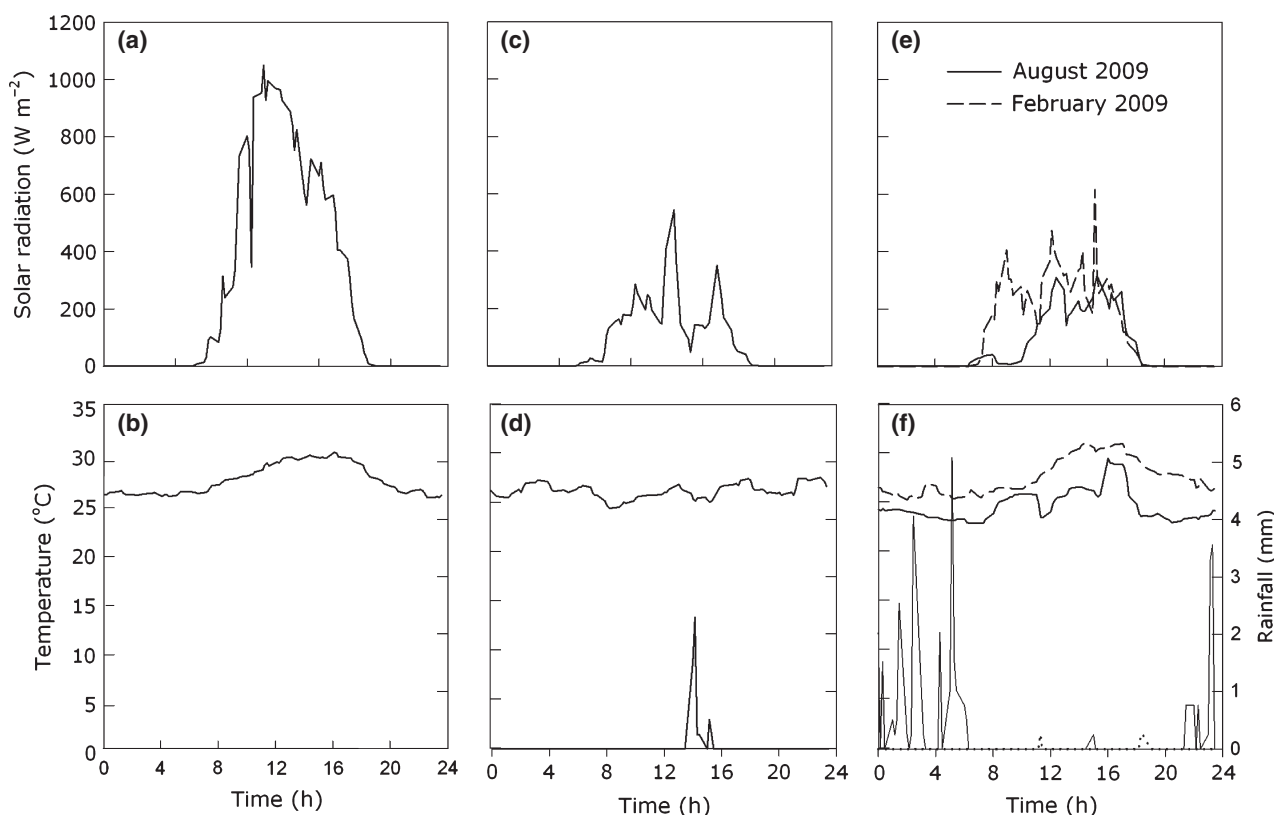 (a)
(c)
(e)
August 2009
February 2009
Solar radiation (W m⁻²)
1200
1000
800
600
400
200
0
(b)
(d)
(f)
Temperature (°C)
35
30
25
20
15
10
5
0
6
5
4
3
2
1
0
Rainfall (mm)
0 4 8 12 16 20 24
0 4 8 12 16 20 24
0 4 8 12 16 20 24
Time (h)
Time (h)
Time (h)